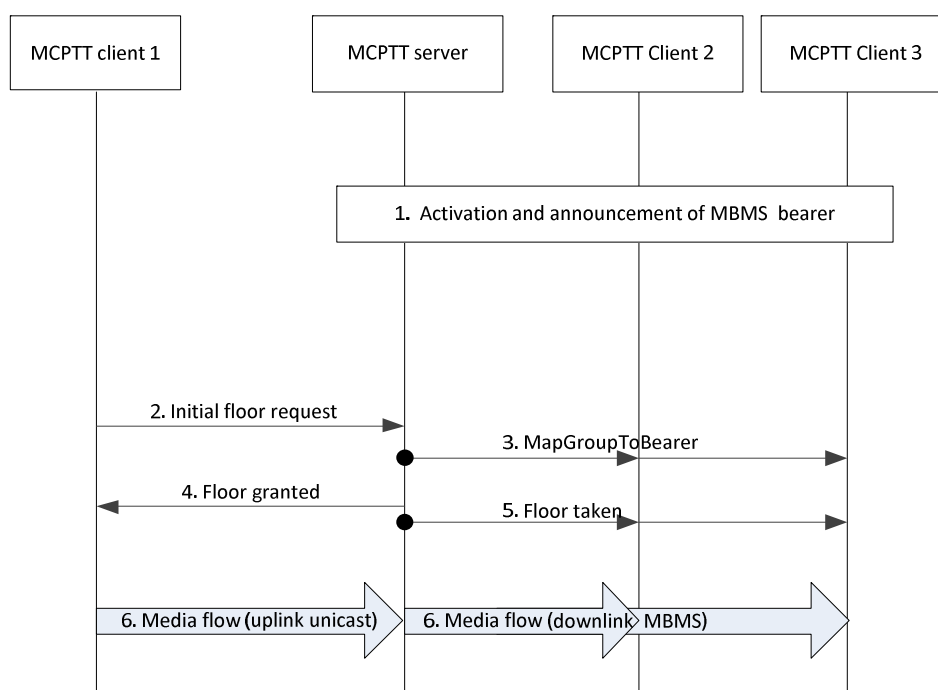 MCPTT client 1
MCPTT server
MCPTT Client 2
MCPTT Client 3
1. Activation and announcement of MBMS bearer
2. Initial floor request
3. MapGroupToBearer
4. Floor granted
5. Floor taken
6. Media flow (uplink unicast)
6. Media flow (downlink MBMS)